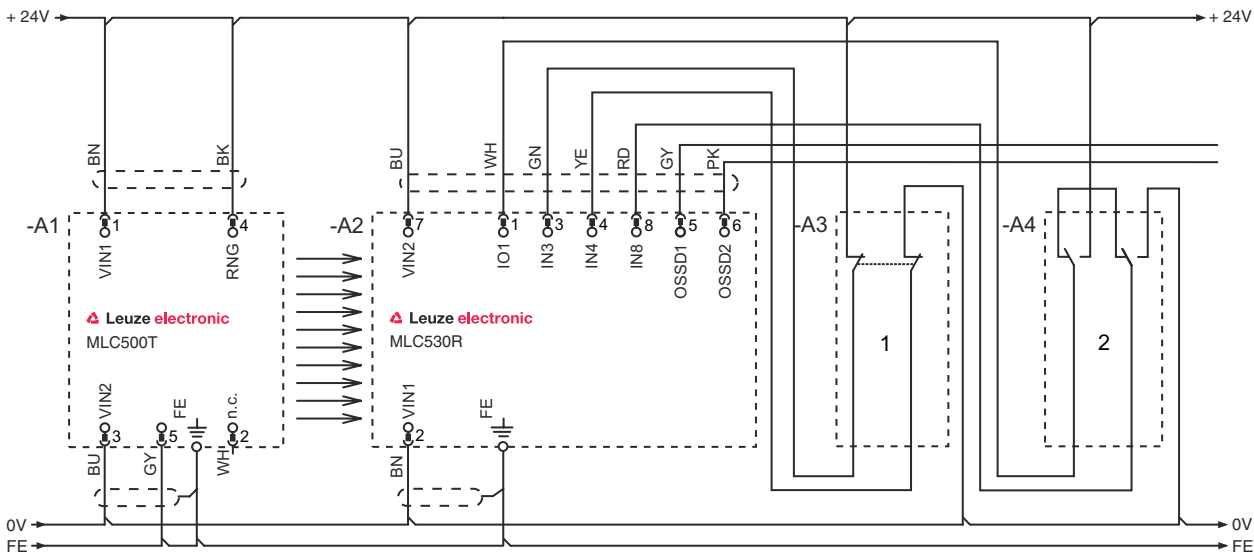 + 24V
+ 24V
BN
BK
BU
WH
GN
YE
RD
GY
PK
-A1
1
4
-A2
7
1
3
4
8
5
6
-A3
-A4
VIN1
RNG
VIN2
IO1
IN3
IN4
IN8
OSSD1
OSSD2
Leuze electronic
MLC500T
Leuze electronic
MLC530R
1
2
VIN2
FE
n.c.
VIN1
FE
3
5
2
2
BU
GY
WH
BN
0V
0V
FE
FE